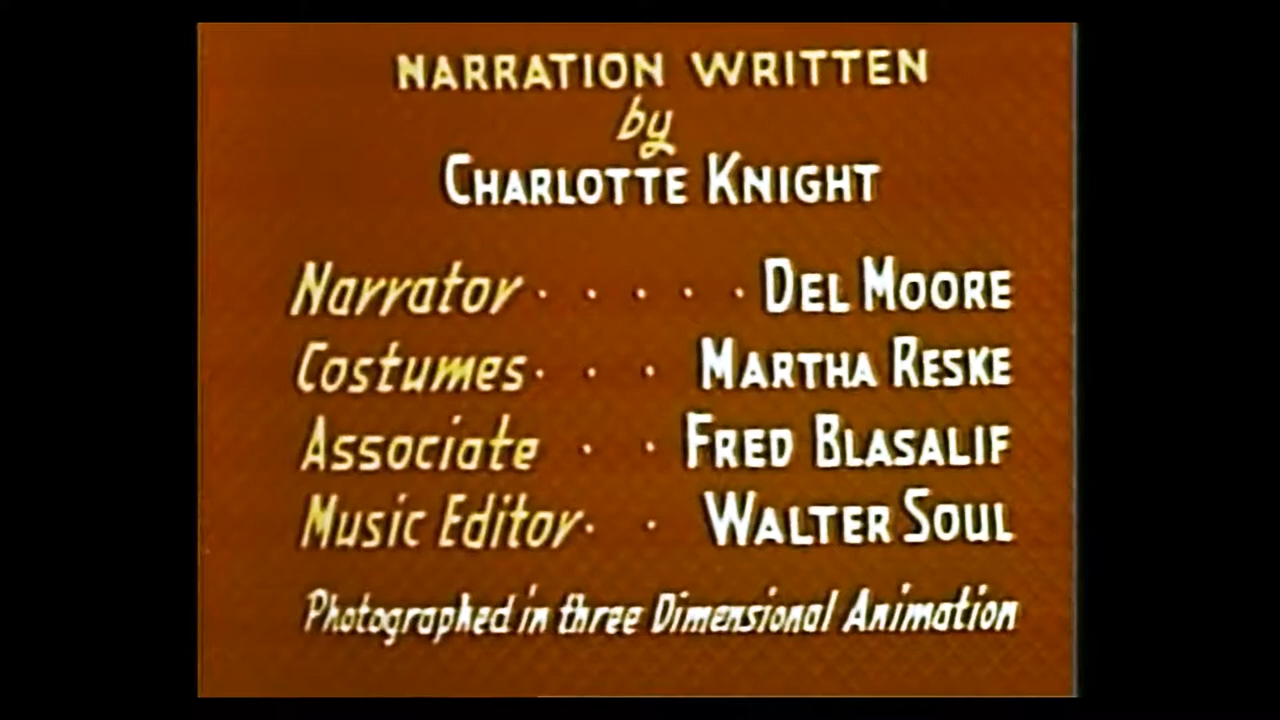 NARRATION WRITTEN
by
CHARLOTTE KNIGHT
Narrator · · · · · DEL MOORE
Costumes · · · MARTHA RESKE
Associate · · FRED BLASALIF
Music Editor · · WALTER SOUL
Photographed in three Dimensional Animation